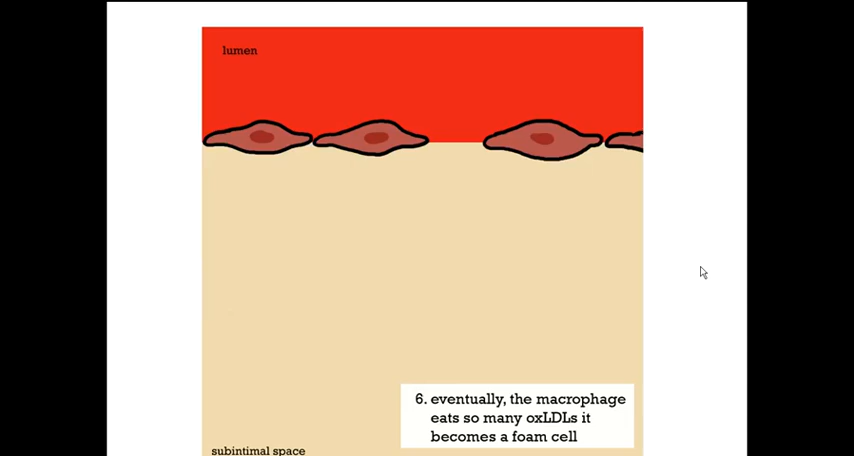 lumen
6. eventually, the macrophage
eats so many oxLDLs it
becomes a foam cell
subintimal space